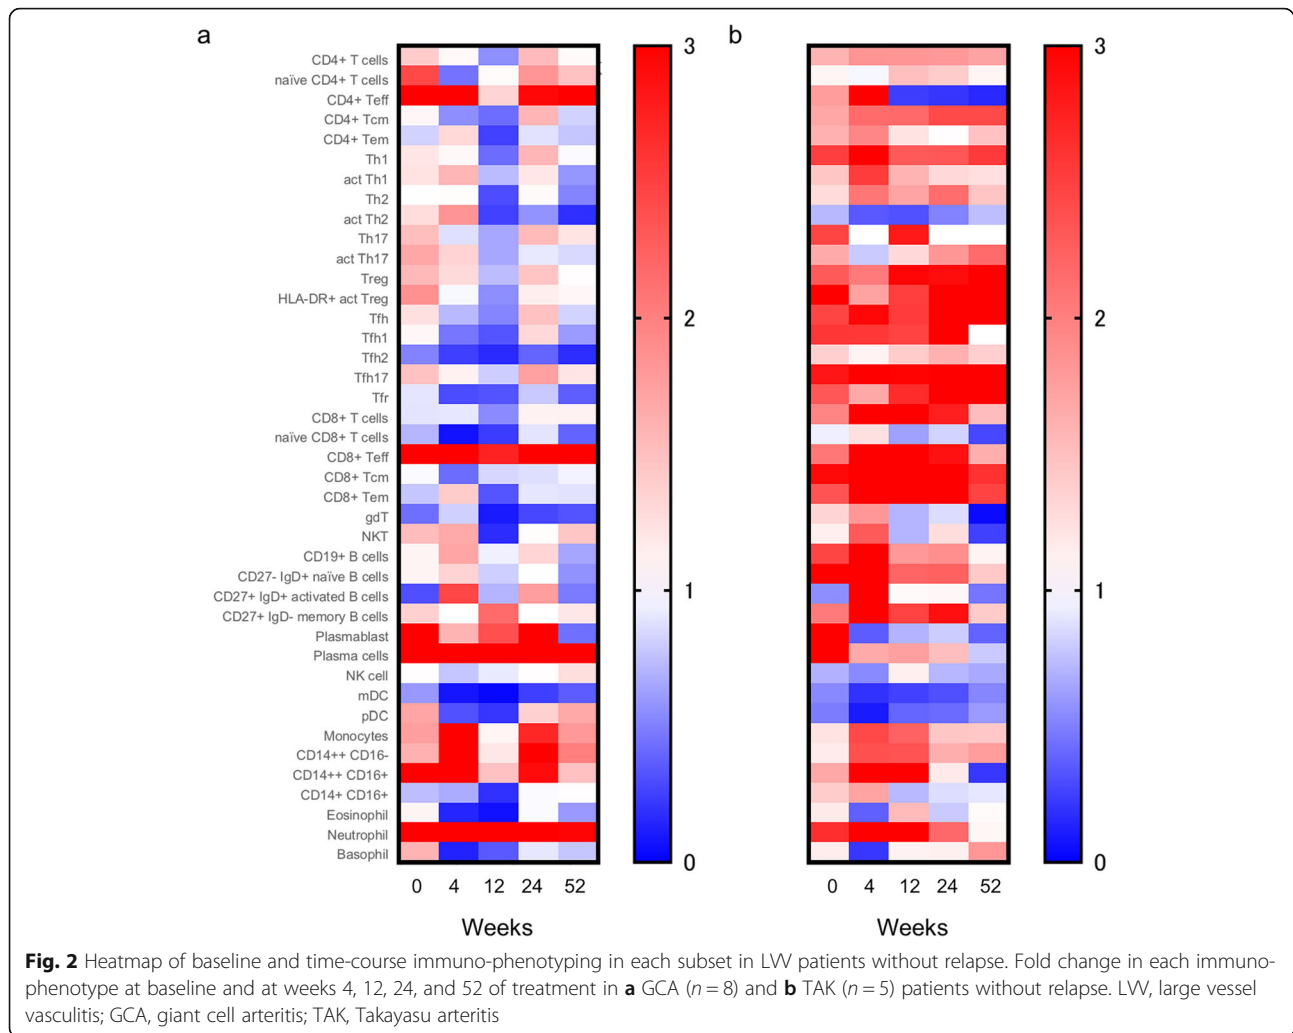 a
b
CD4+ T cells
naïve CD4+ T cells
CD4+ Teff
CD4+ Tcm
CD4+ Tem
Th1
act Th1
Th2
act Th2
Th17
act Th17
Treg
HLA-DR+ act Treg
Tfh
Tfh1
Tfh2
Tfh17
Tfr
CD8+ T cells
naïve CD8+ T cells
CD8+ Teff
CD8+ Tcm
CD8+ Tem
gdT
NKT
CD19+ B cells
CD27- IgD+ naïve B cells
CD27+ IgD+ activated B cells
CD27+ IgD- memory B cells
Plasmablast
Plasma cells
NK cell
mDC
pDC
Monocytes
CD14++ CD16-
CD14++ CD16+
CD14+ CD16+
Eosinophil
Neutrophil
Basophil
3
2
1
0
3
2
1
0
0 4 12 24 52
Weeks
0 4 12 24 52
Weeks
Fig. 2 Heatmap of baseline and time-course immuno-phenotyping in each subset in LVV patients without relapse. Fold change in each immuno-
phenotype at baseline and at weeks 4, 12, 24, and 52 of treatment in a GCA (n = 8) and b TAK (n = 5) patients without relapse. LVV, large vessel
vasculitis; GCA, giant cell arteritis; TAK, Takayasu arteritis